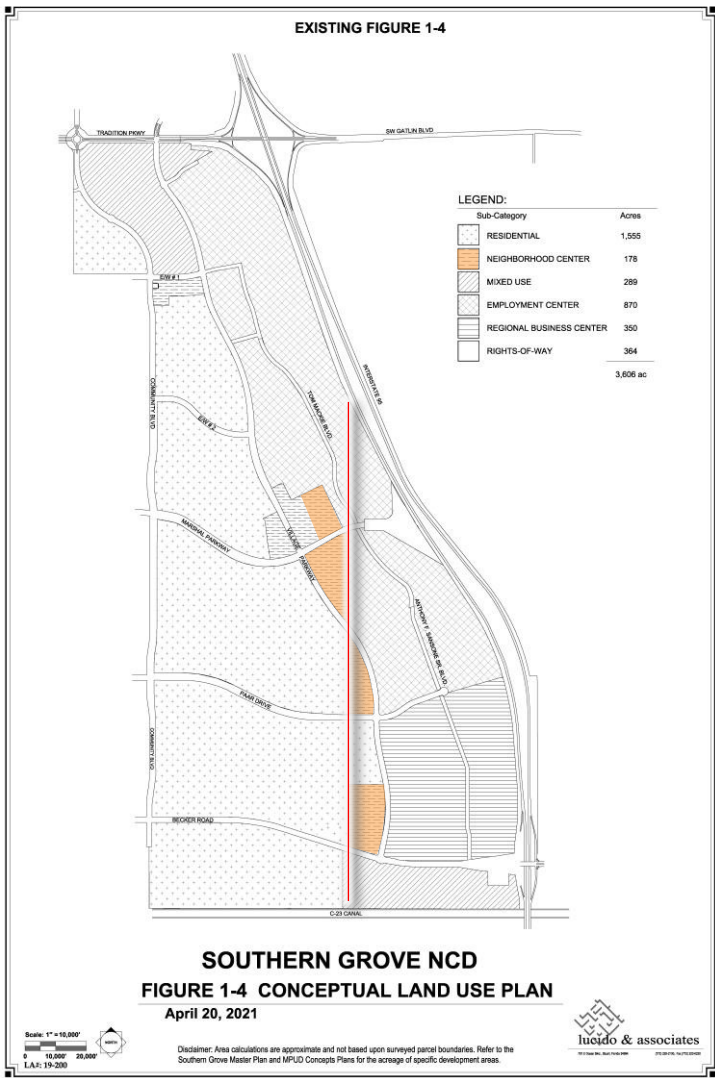 EXISTING FIGURE 1-4
TRADITION PKWY
SW GATLIN BLVD
LEGEND:
Sub-Category Acres
RESIDENTIAL 1,555
NEIGHBORHOOD CENTER 178
MIXED USE 289
EMPLOYMENT CENTER 870
REGIONAL BUSINESS CENTER 350
RIGHTS-OF-WAY 364
3,606 ac
E/W # 1
INTERSTATE 95
COMMUNITY BLVD
TOM MACKIE BLVD.
E/W # 2
MARSHAL PARKWAY
VILLAGE PARKWAY
ANTHONY F. SANSONE SR. BLVD.
PAAR DRIVE
COMMUNITY BLVD
BECKER ROAD
C-23 CANAL
SOUTHERN GROVE NCD
FIGURE 1-4 CONCEPTUAL LAND USE PLAN
April 20, 2021
Scale: 1" =10,000'
0 10,000' 20,000'
LA#: 19-200
NORTH
Disclaimer: Area calculations are approximate and not based upon surveyed parcel boundaries. Refer to the
Southern Grove Master Plan and MPUD Concepts Plans for the acreage of specific development areas.
lucido & associates